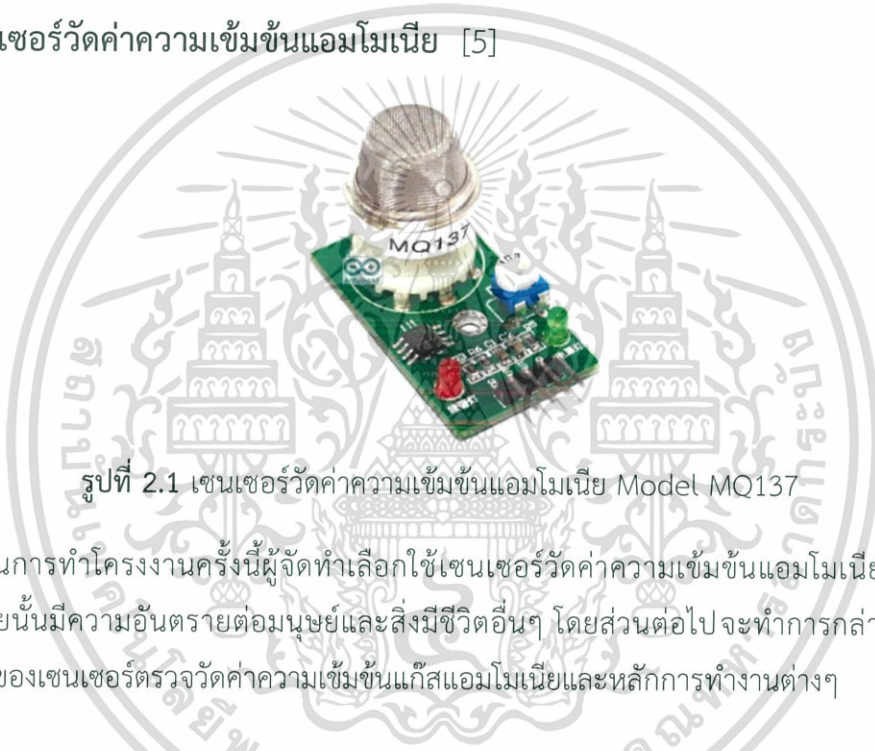 เซอร์วัดค่าความเข้มข้นแอมโมเนีย [5]
MQ137
รูปที่ 2.1 เซนเซอร์วัดค่าความเข้มข้นแอมโมเนีย Model MQ137
นการทำโครงงานครั้งนี้ผู้จัดทำเลือกใช้เซนเซอร์วัดค่าความเข้มข้นแอมโมเนีย
ยนั้นมีความอันตรายต่อมนุษย์และสิ่งมีชีวิตอื่นๆ โดยส่วนต่อไปจะทำการกล่า
ของเซนเซอร์ตรวจวัดค่าความเข้มข้นแก๊สแอมโมเนียและหลักการทำงานต่างๆ